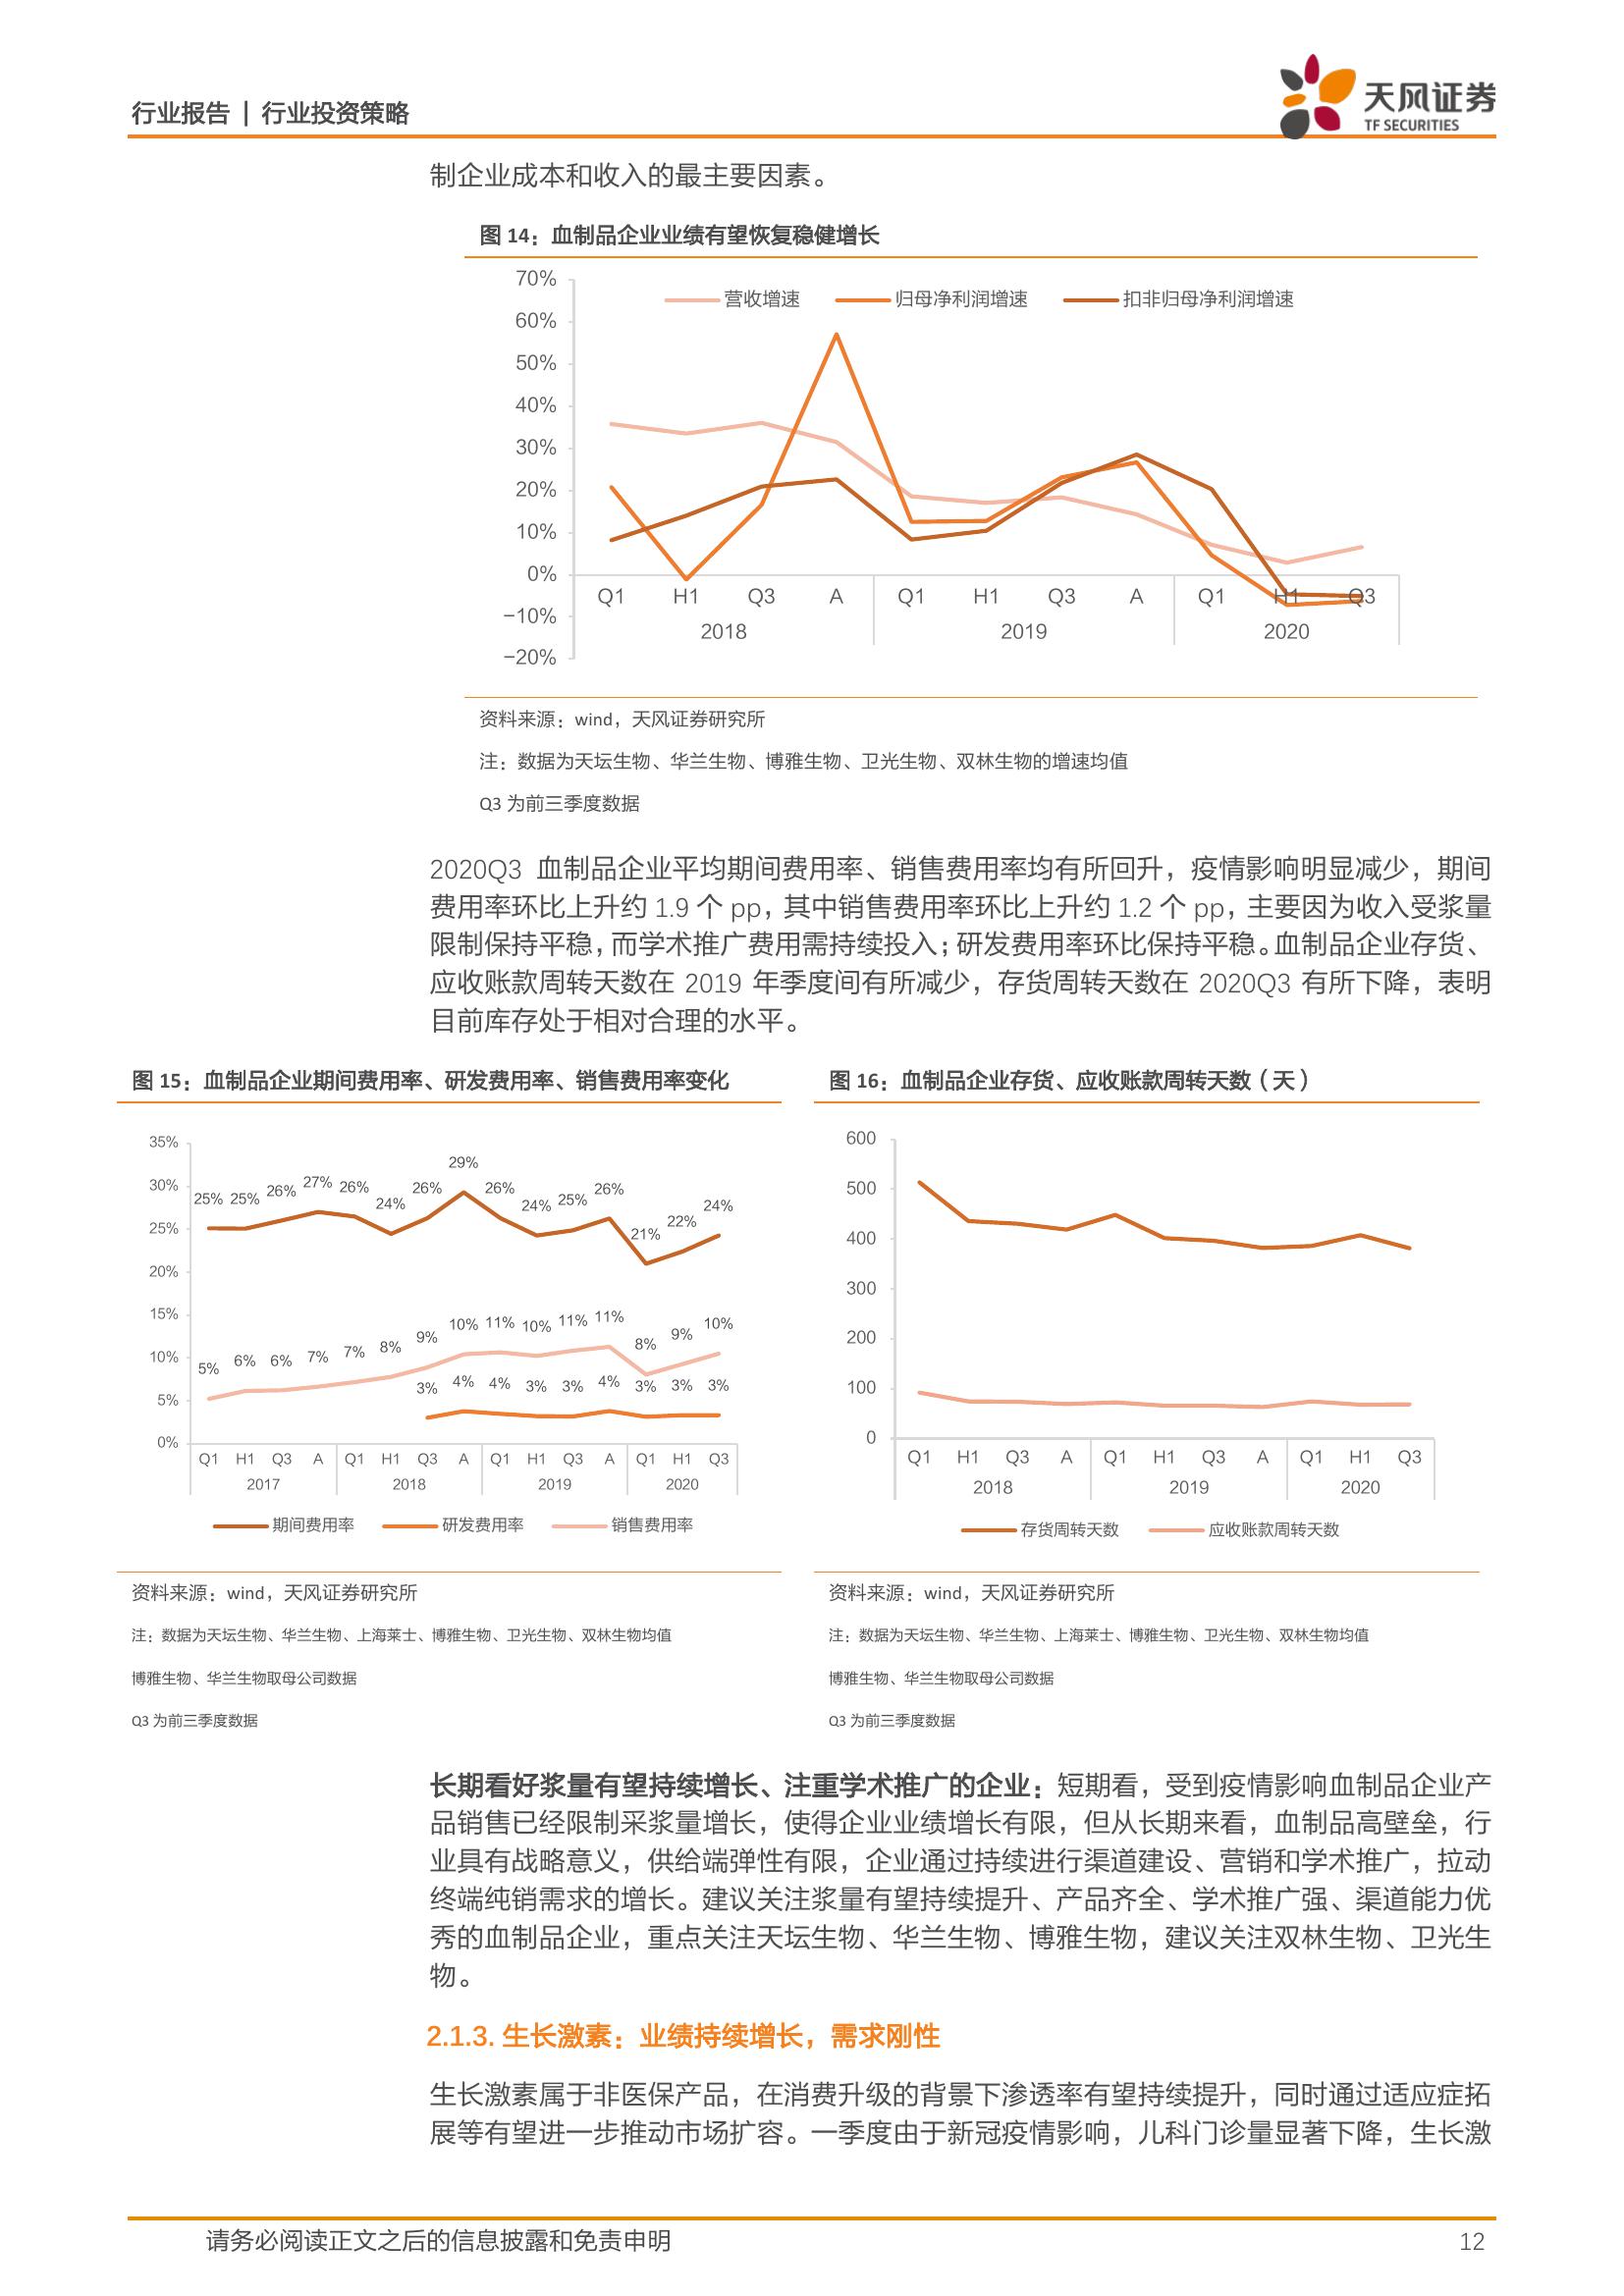 行业报告 | 行业投资策略
天风证券
TF SECURITIES
制企业成本和收入的最主要因素。
图 14：血制品企业业绩有望恢复稳健增长
营收增速 归母净利润增速 扣非归母净利润增速
70%
60%
50%
40%
30%
20%
10%
0%
−10%
−20%
Q1 H1 Q3 A Q1 H1 Q3 A Q1 H1 Q3
2018 2019 2020
资料来源：wind，天风证券研究所
注：数据为天坛生物、华兰生物、博雅生物、卫光生物、双林生物的增速均值
Q3 为前三季度数据
2020Q3 血制品企业平均期间费用率、销售费用率均有所回升，疫情影响明显减少，期间
费用率环比上升约 1.9 个 pp，其中销售费用率环比上升约 1.2 个 pp，主要因为收入受浆量
限制保持平稳，而学术推广费用需持续投入；研发费用率环比保持平稳。血制品企业存货、
应收账款周转天数在 2019 年季度间有所减少，存货周转天数在 2020Q3 有所下降，表明
目前库存处于相对合理的水平。
图 15：血制品企业期间费用率、研发费用率、销售费用率变化
35%
30%
25%
20%
15%
10%
5%
0%
25% 25% 26% 27% 26% 24% 26% 29% 26% 24% 25% 26% 21% 22% 24%
5% 6% 6% 7% 7% 8% 9% 10% 11% 10% 11% 11% 8% 9% 10%
3% 4% 4% 3% 3% 4% 3% 3% 3%
Q1 H1 Q3 A Q1 H1 Q3 A Q1 H1 Q3 A Q1 H1 Q3
2017 2018 2019 2020
期间费用率 研发费用率 销售费用率
资料来源：wind，天风证券研究所
注：数据为天坛生物、华兰生物、上海莱士、博雅生物、卫光生物、双林生物均值
博雅生物、华兰生物取母公司数据
Q3 为前三季度数据
图 16：血制品企业存货、应收账款周转天数（天）
600
500
400
300
200
100
0
Q1 H1 Q3 A Q1 H1 Q3 A Q1 H1 Q3
2018 2019 2020
存货周转天数 应收账款周转天数
资料来源：wind，天风证券研究所
注：数据为天坛生物、华兰生物、上海莱士、博雅生物、卫光生物、双林生物均值
博雅生物、华兰生物取母公司数据
Q3 为前三季度数据
长期看好浆量有望持续增长、注重学术推广的企业：短期看，受到疫情影响血制品企业产
品销售已经限制采浆量增长，使得企业业绩增长有限，但从长期来看，血制品高壁垒，行
业具有战略意义，供给端弹性有限，企业通过持续进行渠道建设、营销和学术推广，拉动
终端纯销需求的增长。建议关注浆量有望持续提升、产品齐全、学术推广强、渠道能力优
秀的血制品企业，重点关注天坛生物、华兰生物、博雅生物，建议关注双林生物、卫光生
物。
2.1.3. 生长激素：业绩持续增长，需求刚性
生长激素属于非医保产品，在消费升级的背景下渗透率有望持续提升，同时通过适应症拓
展等有望进一步推动市场扩容。一季度由于新冠疫情影响，儿科门诊量显著下降，生长激
请务必阅读正文之后的信息披露和免责申明
12